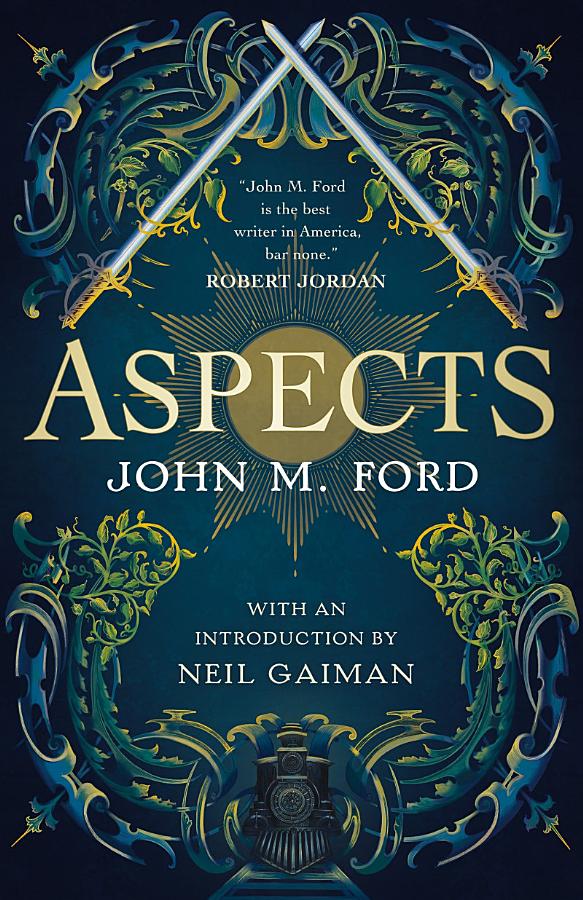 “John M. Ford
is the best
writer in America,
bar none.”
ROBERT JORDAN
ASPECTS
JOHN M. FORD
WITH AN
INTRODUCTION BY
NEIL GAIMAN